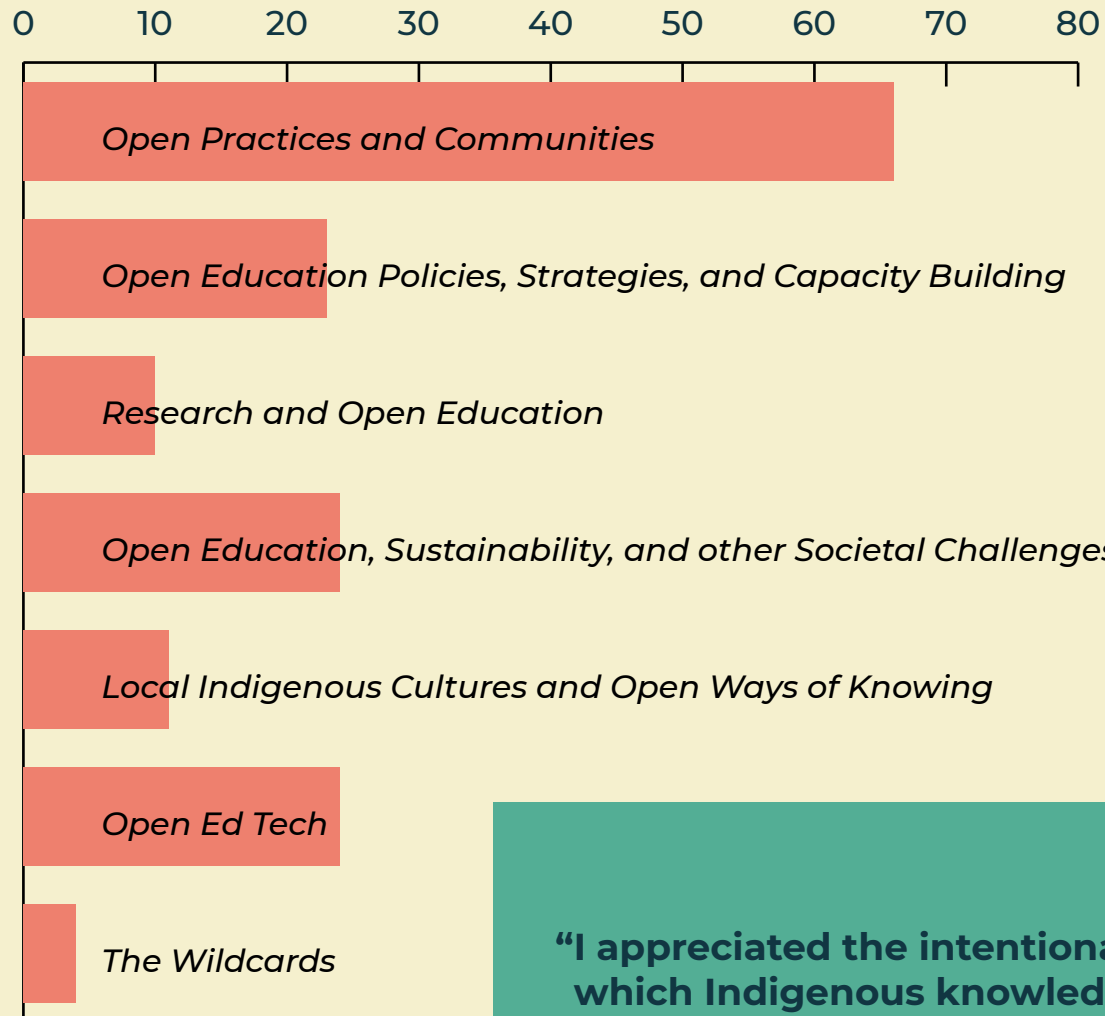 0 10 20 30 40 50 60 70 80
Open Practices and Communities
Open Education Policies, Strategies, and Capacity Building
Research and Open Education
Open Education, Sustainability, and other Societal Challenges
Local Indigenous Cultures and Open Ways of Knowing
Open Ed Tech
The Wildcards
“I appreciated the
which Indigenous